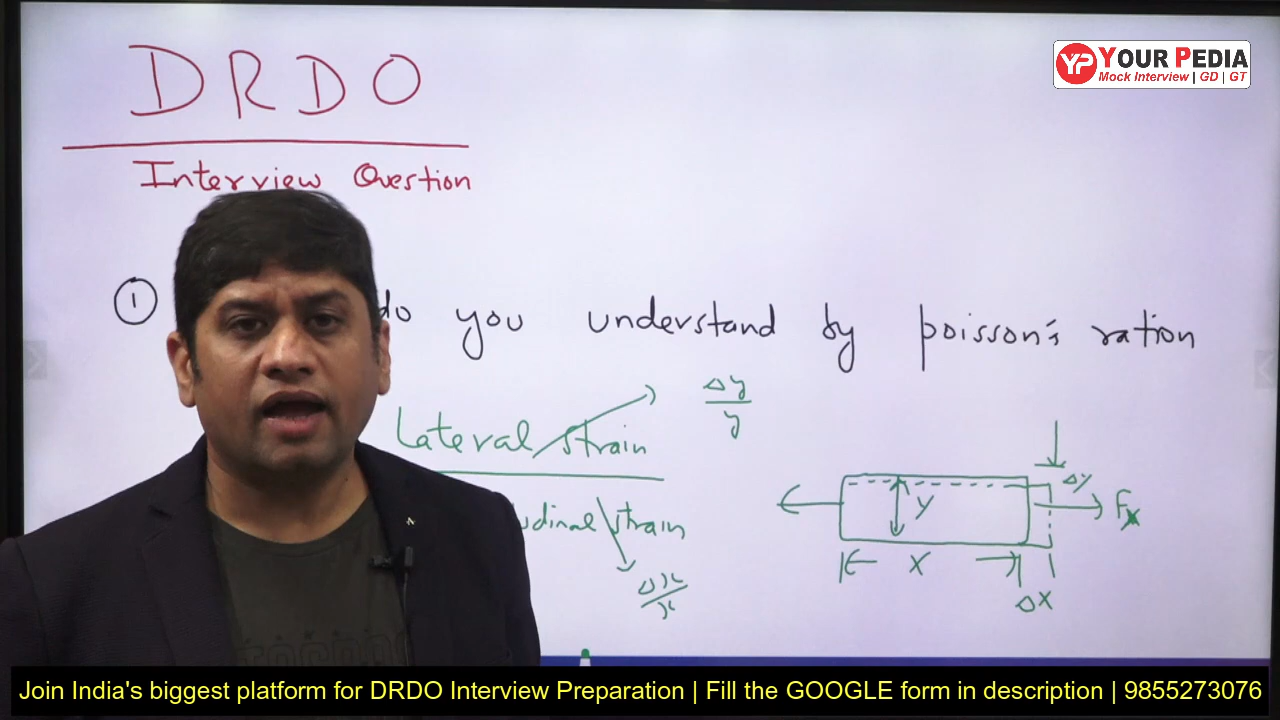 DRDO
YOUR PEDIA
Mock Interview | GD | GT
YP
Interview Question
1 do you understand by poisson's ration
Lateral strain
Δy
y
udinal strain
Δx
x
Y
Δy
Fx
X
ΔX
Join India's biggest platform for DRDO Interview Preparation | Fill the GOOGLE form in description | 9855273076